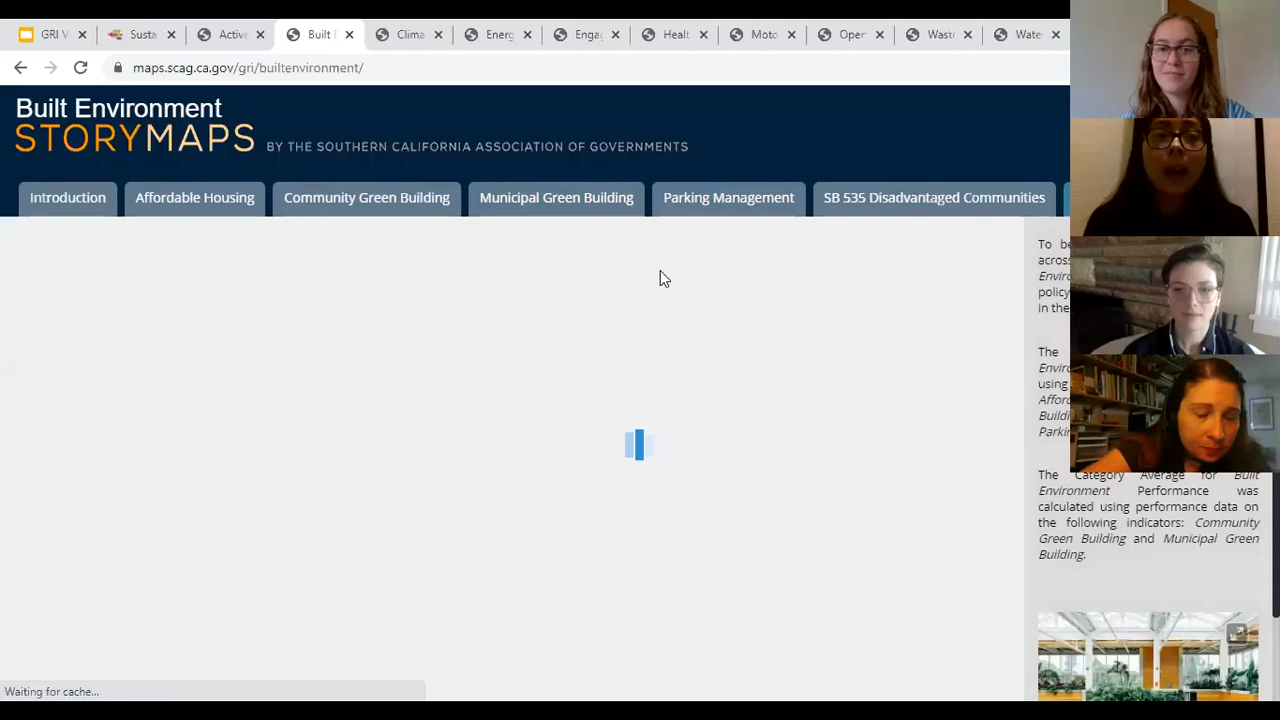 GRI V
Susta
Active
Built E
Clima
Energ
Enga
Healt
Moto
Open
Waste
Wate
maps.scag.ca.gov/gri/builtenvironment/
Built Environment
STORYMAPS BY THE SOUTHERN CALIFORNIA ASSOCIATION OF GOVERNMENTS
Introduction
Affordable Housing
Community Green Building
Municipal Green Building
Parking Management
SB 535 Disadvantaged Communities
To be
across
Enviro
policy
in the
The
Enviro
using
Afford
Buildi
Parkin
The Category Average for Built
Environment Performance was
calculated using performance data on
the following indicators: Community
Green Building and Municipal Green
Building.
Waiting for cache...